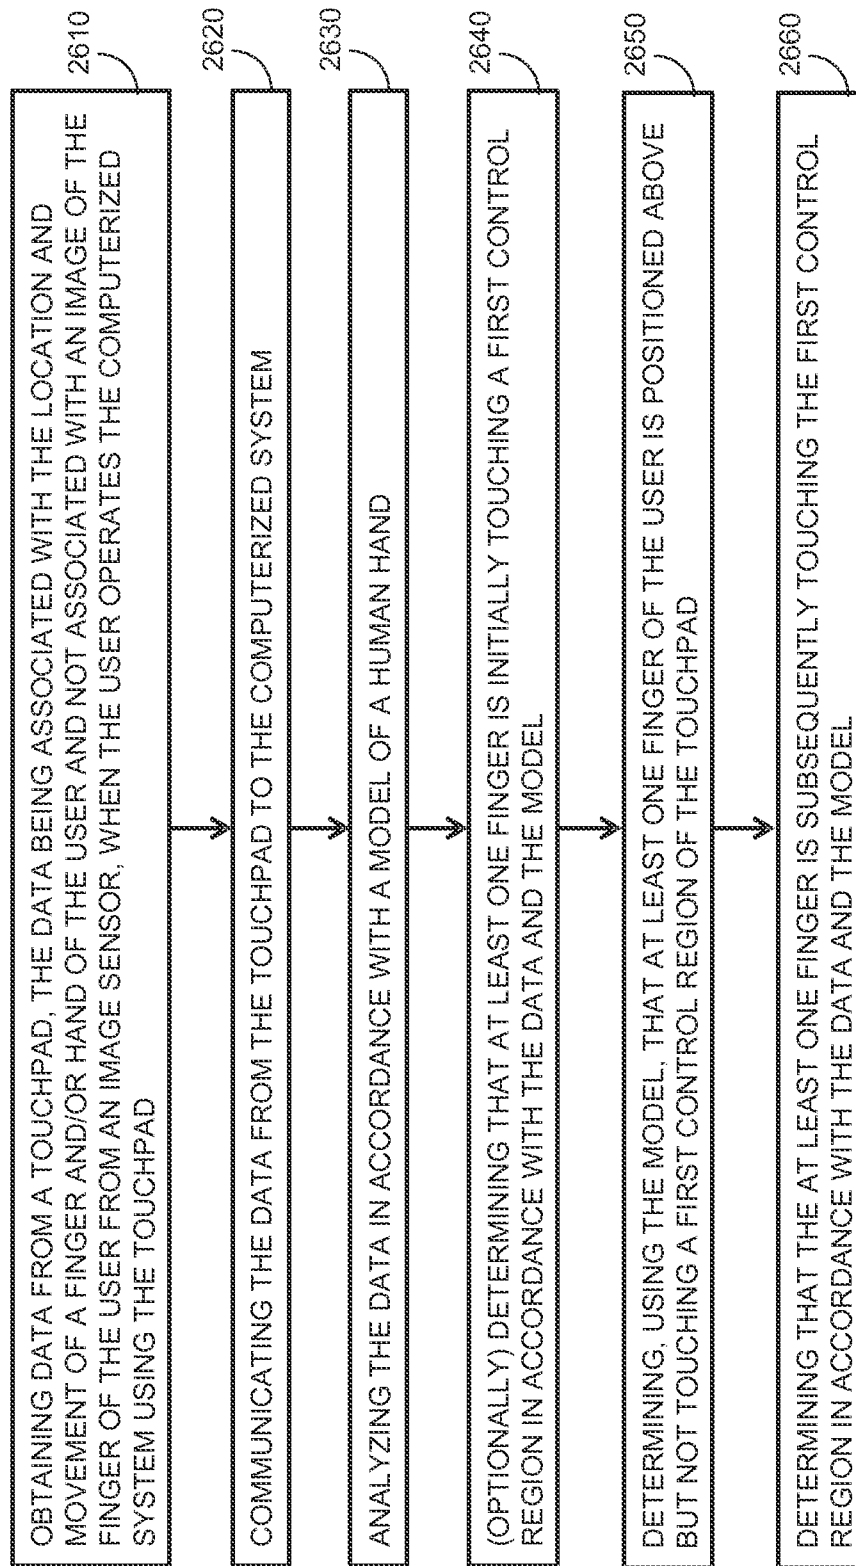 OBTAINING DATA FROM A TOUCHPAD, THE DATA BEING ASSOCIATED WITH THE LOCATION AND
MOVEMENT OF A FINGER AND/OR HAND OF THE USER AND NOT ASSOCIATED WITH AN IMAGE OF THE
FINGER OF THE USER FROM AN IMAGE SENSOR, WHEN THE USER OPERATES THE COMPUTERIZED
SYSTEM USING THE TOUCHPAD
2610
COMMUNICATING THE DATA FROM THE TOUCHPAD TO THE COMPUTERIZED SYSTEM
2620
ANALYZING THE DATA IN ACCORDANCE WITH A MODEL OF A HUMAN HAND
2630
(OPTIONALLY) DETERMINING THAT AT LEAST ONE FINGER IS INITIALLY TOUCHING A FIRST CONTROL
REGION IN ACCORDANCE WITH THE DATA AND THE MODEL
2640
DETERMINING, USING THE MODEL, THAT AT LEAST ONE FINGER OF THE USER IS POSITIONED ABOVE
BUT NOT TOUCHING A FIRST CONTROL REGION OF THE TOUCHPAD
2650
DETERMINING THAT THE AT LEAST ONE FINGER IS SUBSEQUENTLY TOUCHING THE FIRST CONTROL
REGION IN ACCORDANCE WITH THE DATA AND THE MODEL
2660